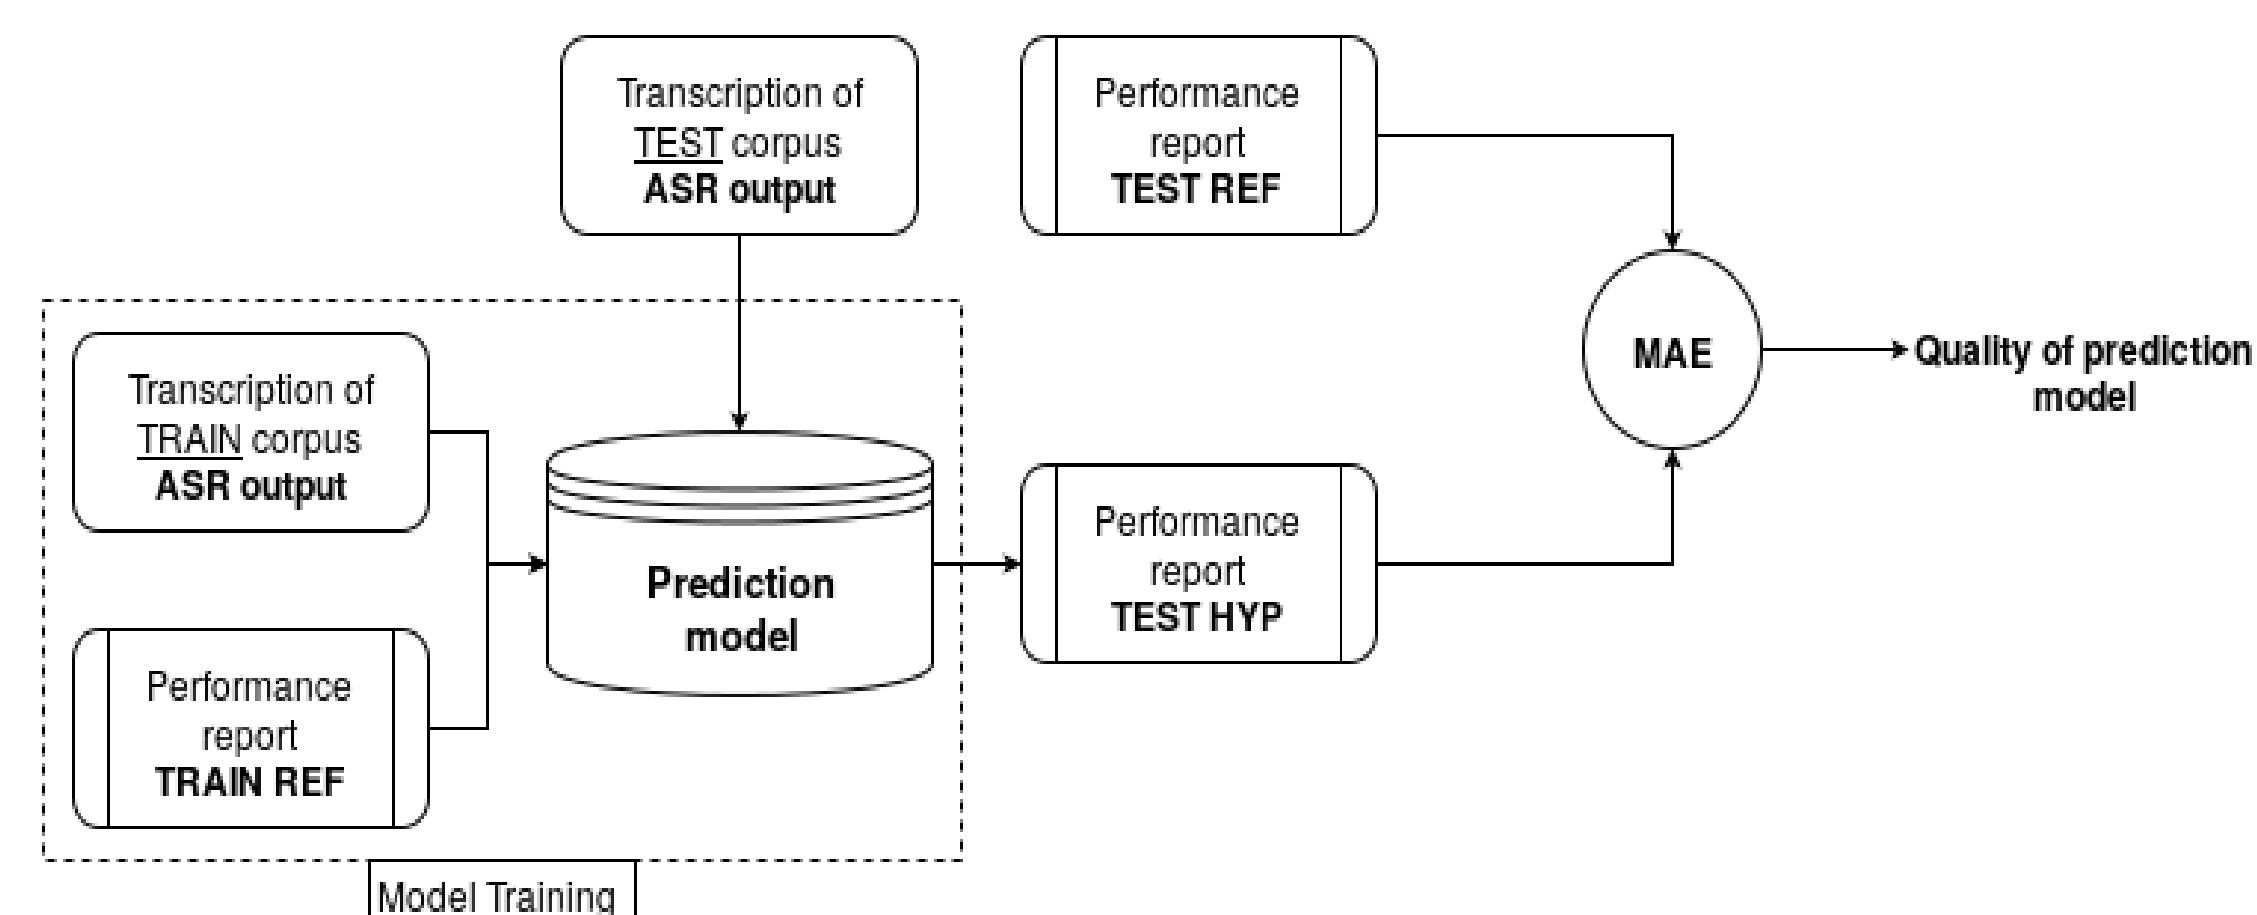 Transcription of
TEST corpus
ASR output
Performance
report
TEST REF
Transcription of
TRAIN corpus
ASR output
Prediction
model
Performance
report
TRAIN REF
Performance
report
TEST HYP
MAE
Quality of prediction
model
Model Training